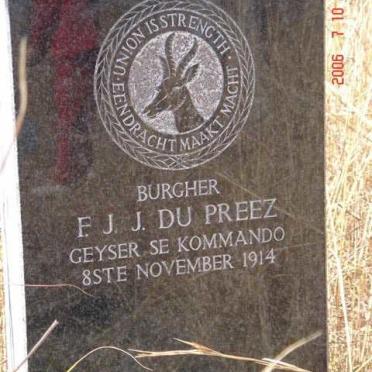 · UNION IS STRENGTH ·
EENDRACHT MAAKT MACHT
BURGHER
F. J. J. DU PREEZ
GEYSER SE KOMMANDO
8STE NOVEMBER 1914
2006 7 10